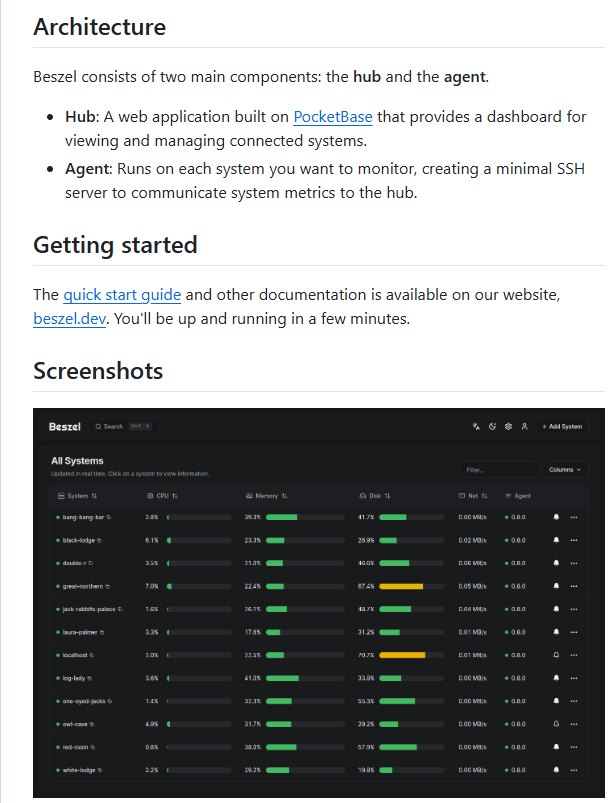 Architecture
Beszel consists of two main components: the hub and the agent.
Hub: A web application built on PocketBase that provides a dashboard for
viewing and managing connected systems.
Agent: Runs on each system you want to monitor, creating a minimal SSH
server to communicate system metrics to the hub.
Getting started
The quick start guide and other documentation is available on our website,
beszel.dev. You'll be up and running in a few minutes.
Screenshots
Beszel Search Add System
All Systems
Updated in real time. Click on a system to view information.
Filter... Columns
System CPU Memory Disk Net Agent
bang-bang-bar 3.8% 39.3% 41.7% 0.00 MB/s 0.8.0
black-lodge 6.1% 23.3% 26.9% 0.02 MB/s 0.8.0
double-r 3.5% 31.0% 46.6% 0.06 MB/s 0.8.0
great-northern 7.0% 22.4% 67.4% 0.05 MB/s 0.8.0
jack-rabbits-palace 1.6% 26.1% 48.7% 0.04 MB/s 0.8.0
laura-palmer 3.3% 17.6% 31.2% 0.01 MB/s 0.8.0
localhost 2.0% 22.5% 70.7% 0.01 MB/s 0.8.0
log-lady 3.6% 41.0% 33.8% 0.00 MB/s 0.8.0
one-eyed-jacks 1.4% 32.3% 55.3% 0.00 MB/s 0.8.0
owl-cave 4.9% 31.7% 29.2% 0.00 MB/s 0.8.0
red-room 0.8% 38.0% 57.9% 0.00 MB/s 0.8.0
white-lodge 2.2% 29.2% 19.8% 0.00 MB/s 0.8.0